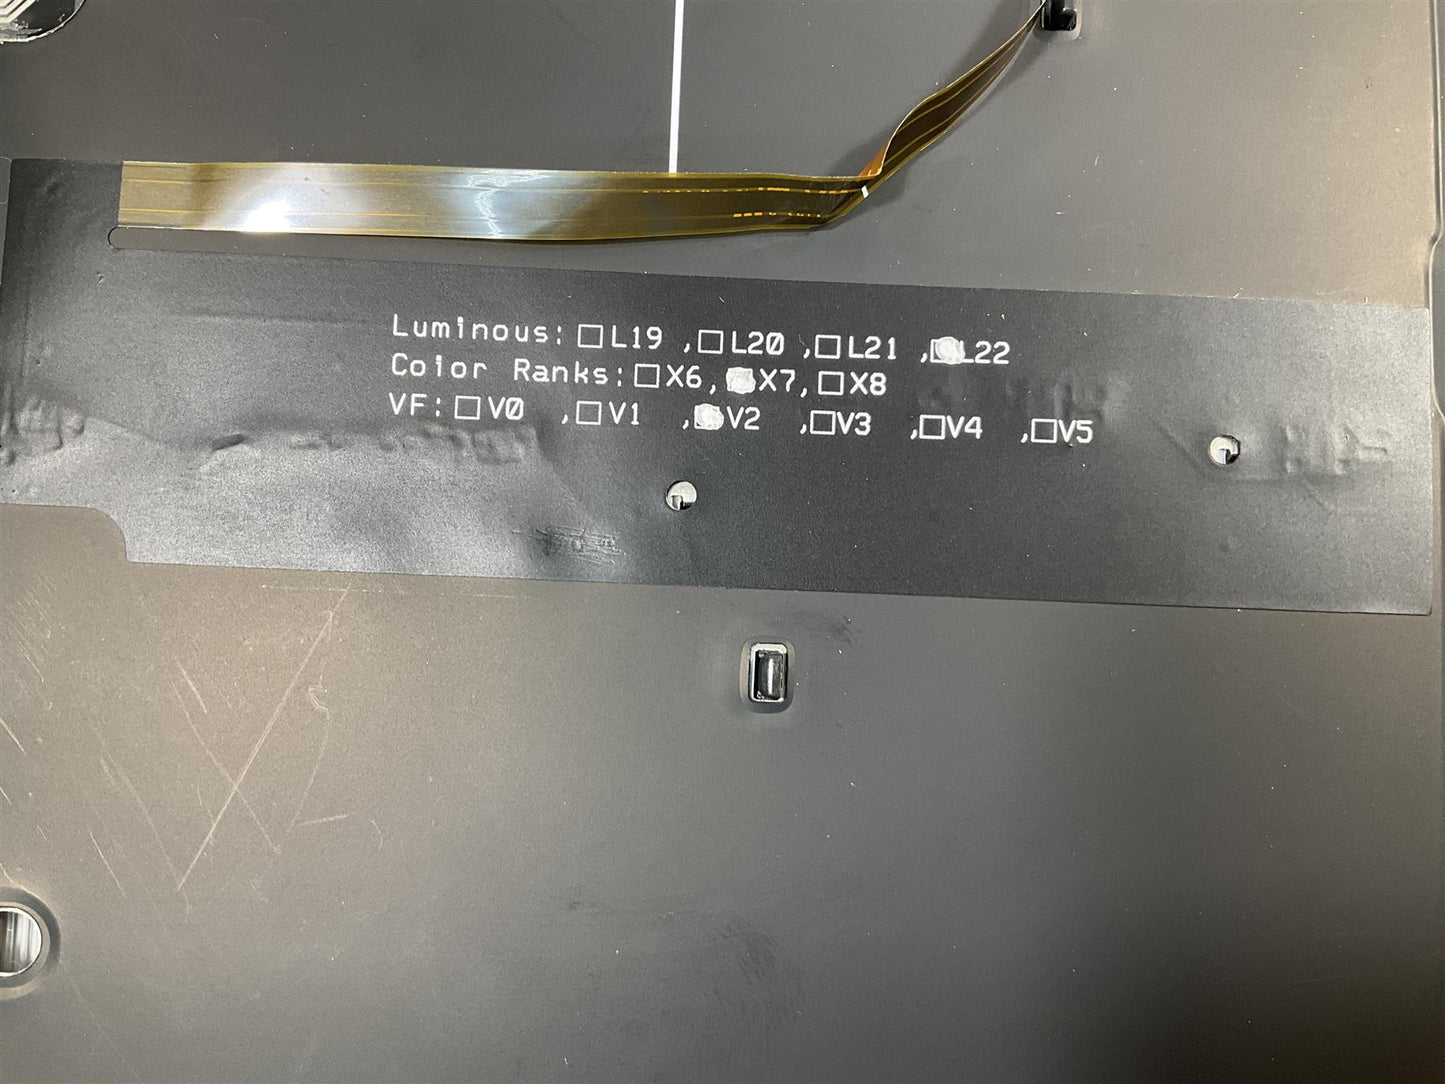 Luminous: □L19 ,□L20 ,□L21 ,■L22
Color Ranks:□X6,■X7,□X8
VF:□V0 ,□V1 ,■V2 ,□V3 ,□V4 ,□V5